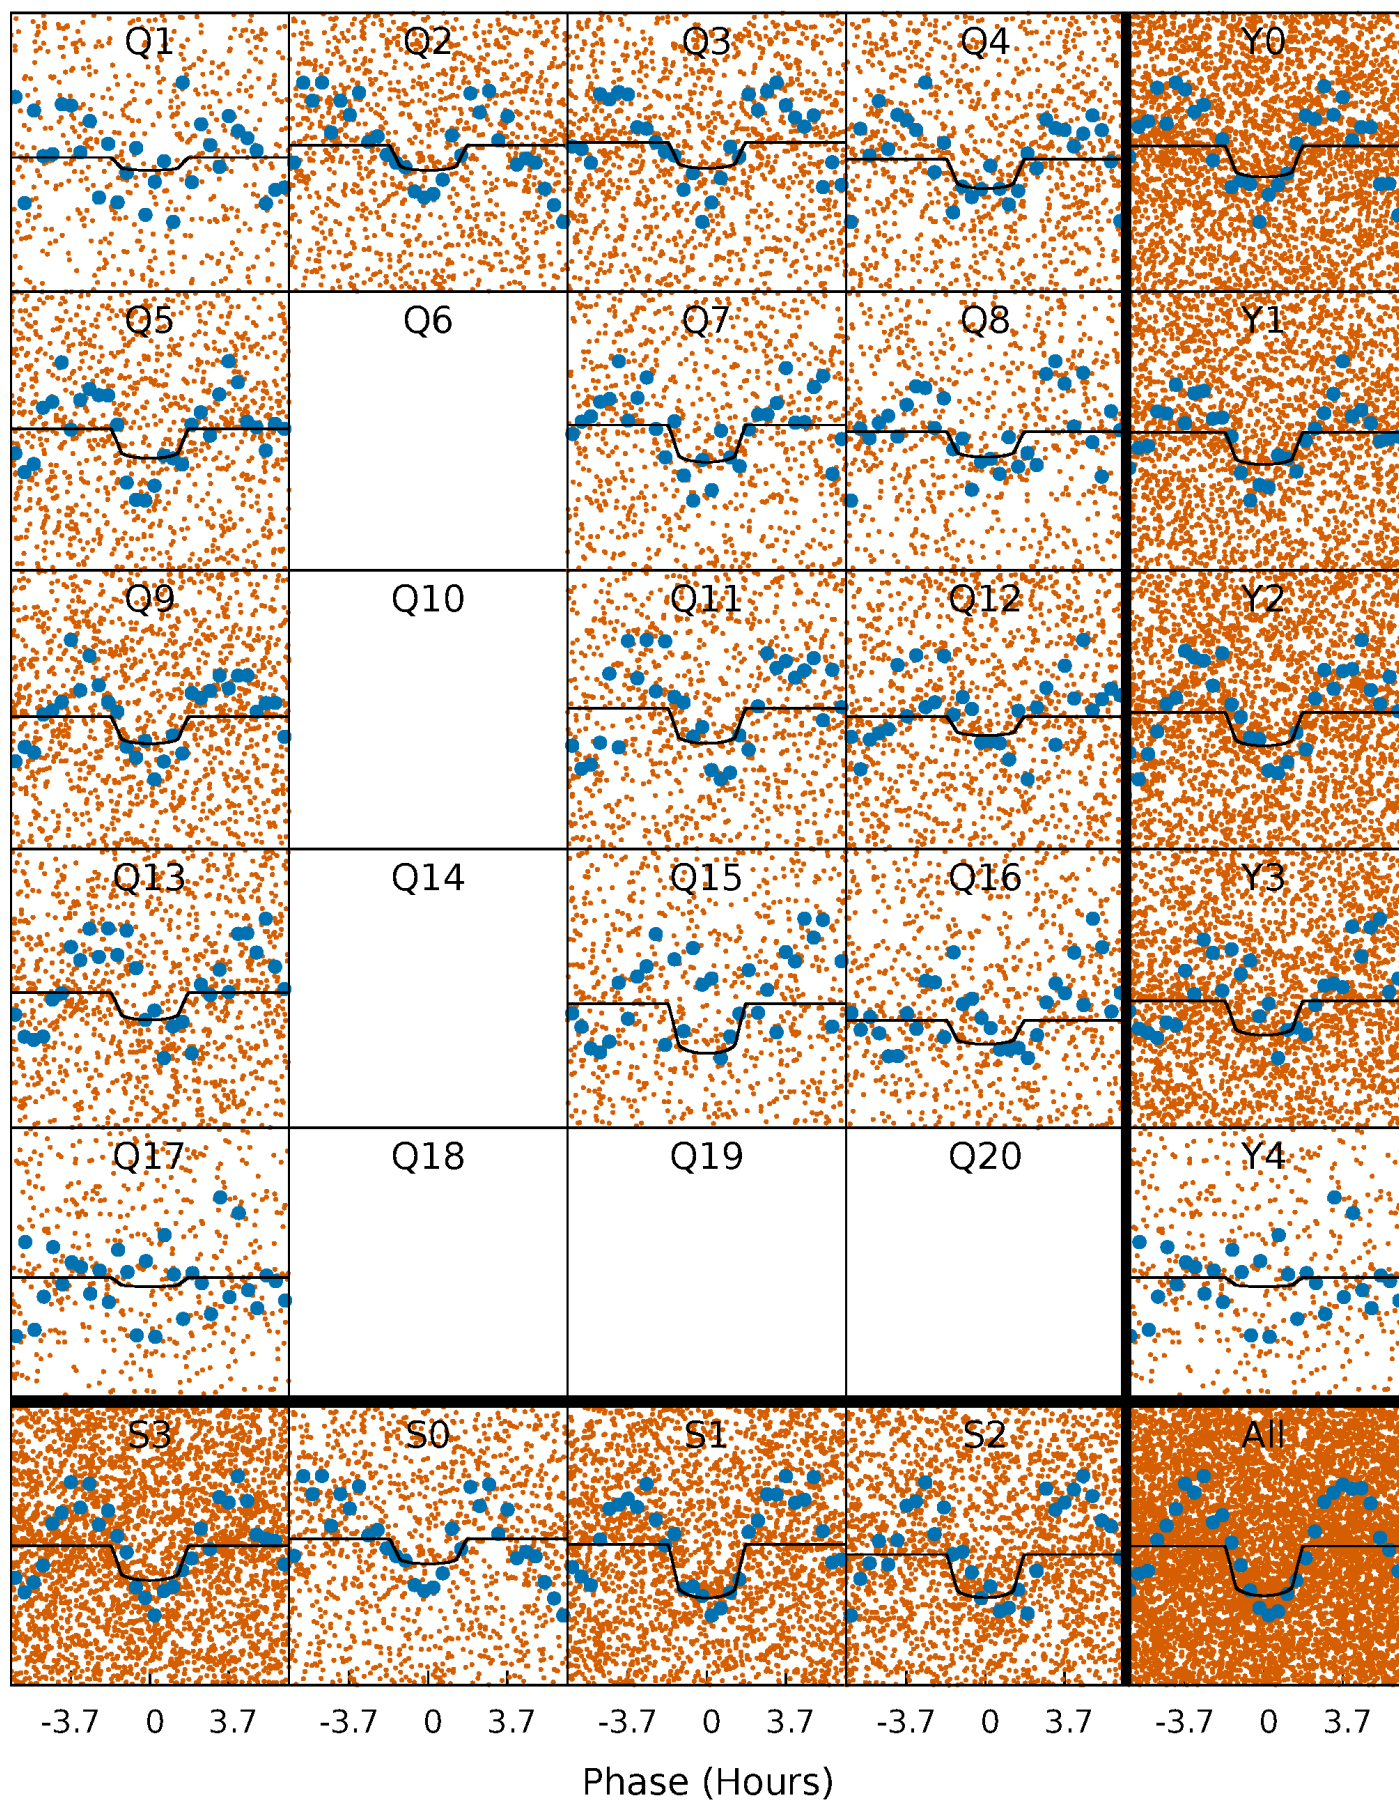 Q1 Q2 Q3 Q4 Y0
Q5 Q6 Q7 Q8 Y1
Q9 Q10 Q11 Q12 Y2
Q13 Q14 Q15 Q16 Y3
Q17 Q18 Q19 Q20 Y4
S3 S0 S1 S2 All
-3.7 0 3.7 -3.7 0 3.7 -3.7 0 3.7 -3.7 0 3.7 -3.7 0 3.7
Phase (Hours)